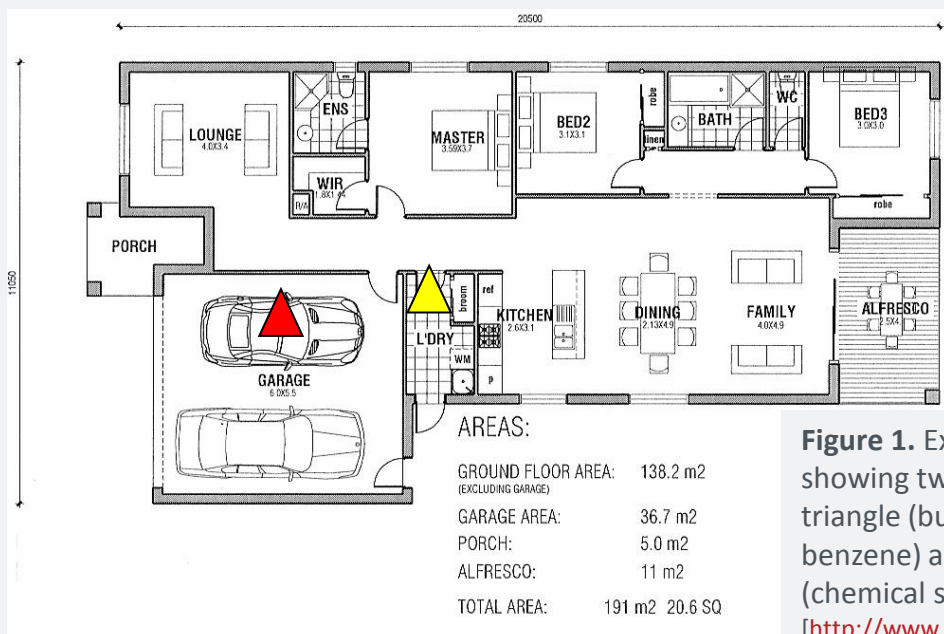 20500
11050
LOUNGE
4.0X3.4
ENS
MASTER
3.59X3.7
BED2
3.1X3.1
robe
BATH
WC
BED3
3.0X3.0
linen
WIR
R/A
robe
PORCH
GARAGE
6.0X5.5
L'DRY
broom
WM
ref
p
KITCHEN
2.6X3.1
DINING
2.13X4.9
FAMILY
4.0X4.9
ALFRESCO
AREAS:
GROUND FLOOR AREA: 138.2 m2
(EXCLUDING GARAGE)
GARAGE AREA: 36.7 m2
PORCH: 5.0 m2
ALFRESCO: 11 m2
TOTAL AREA: 191 m2 20.6 SQ
Figure 1. Ex
showing tw
triangle (bu
benzene) a
(chemical s
[http://www.